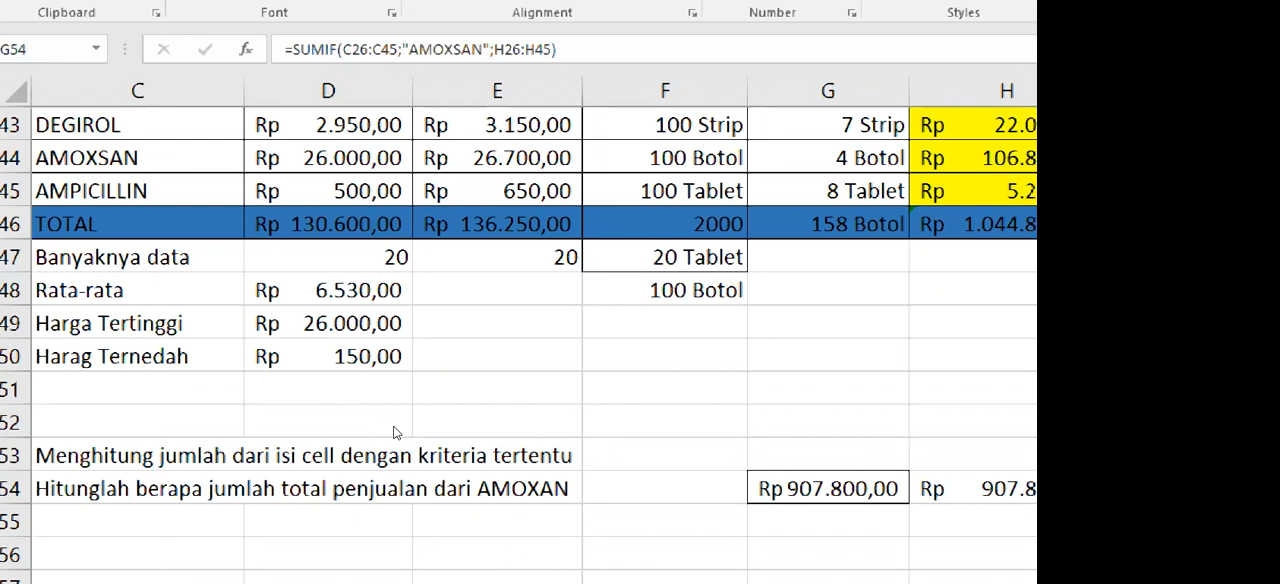 Clipboard Font Alignment Number Styles
G54 fx =SUMIF(C26:C45;"AMOXSAN";H26:H45)
C D E F G H
43 DEGIROL Rp 2.950,00 Rp 3.150,00 100 Strip 7 Strip Rp 22.0
44 AMOXSAN Rp 26.000,00 Rp 26.700,00 100 Botol 4 Botol Rp 106.8
45 AMPICILLIN Rp 500,00 Rp 650,00 100 Tablet 8 Tablet Rp 5.2
46 TOTAL Rp 130.600,00 Rp 136.250,00 2000 158 Botol Rp 1.044.8
47 Banyaknya data 20 20 20 Tablet
48 Rata-rata Rp 6.530,00 100 Botol
49 Harga Tertinggi Rp 26.000,00
50 Harag Ternedah Rp 150,00
51
52
53 Menghitung jumlah dari isi cell dengan kriteria tertentu
54 Hitunglah berapa jumlah total penjualan dari AMOXAN Rp 907.800,00 Rp 907.8
55
56
57